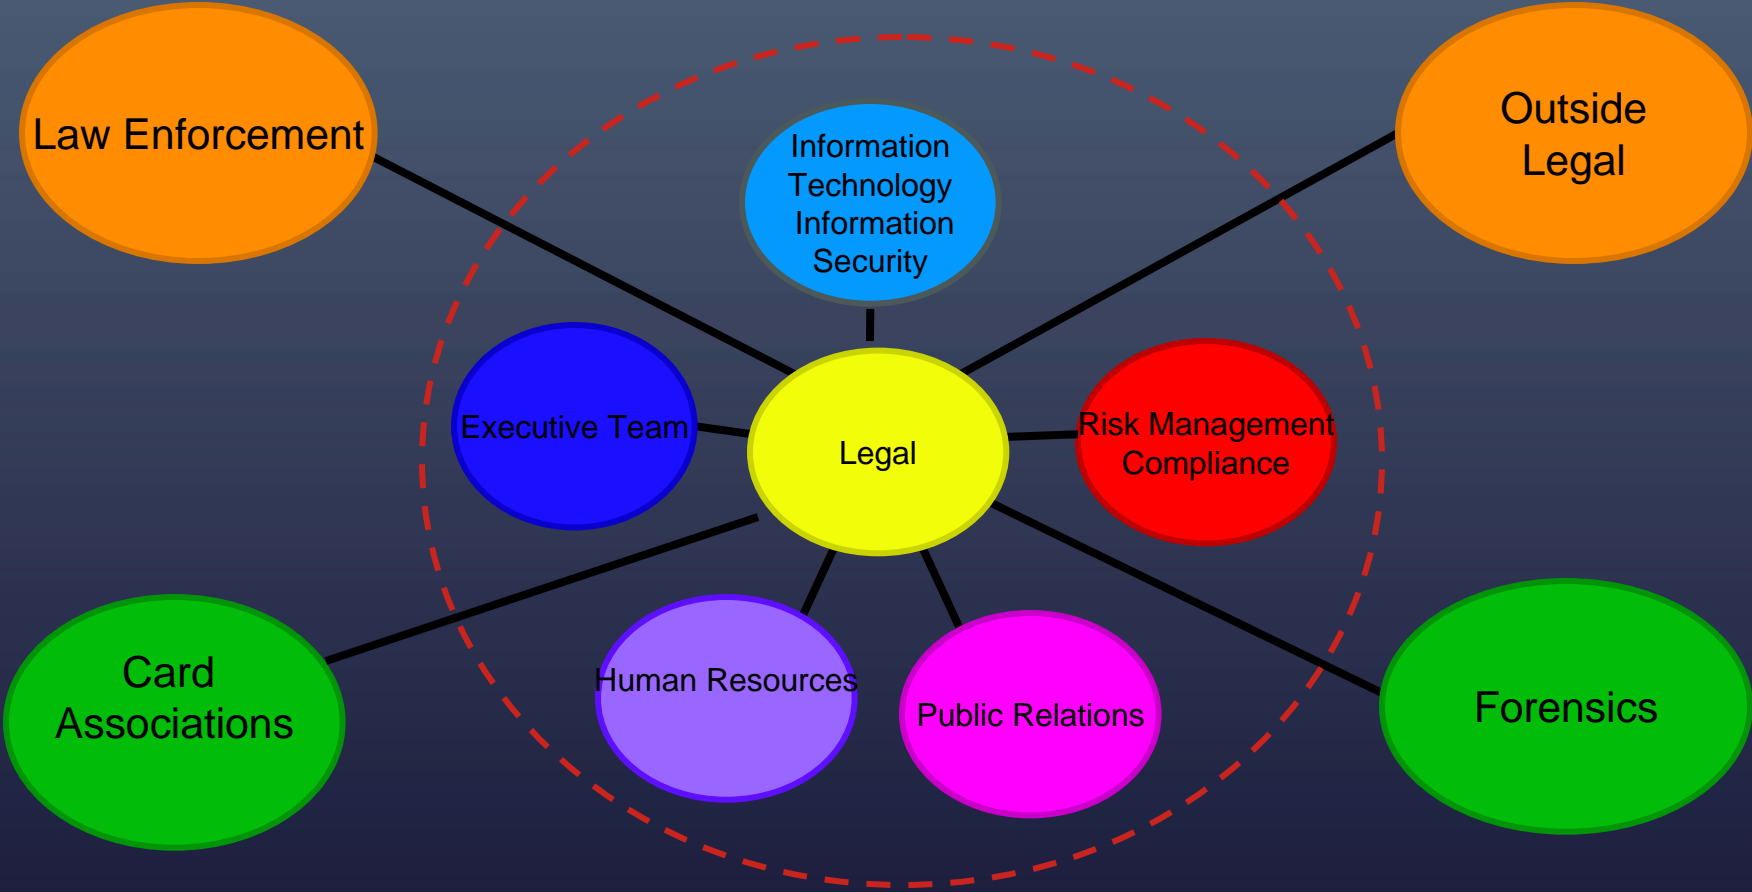 Law Enforcement
Outside
Legal
Information
Technology
Information
Security
Executive Team
Legal
Risk Management
Compliance
Card
Associations
Human Resources
Public Relations
Forensics